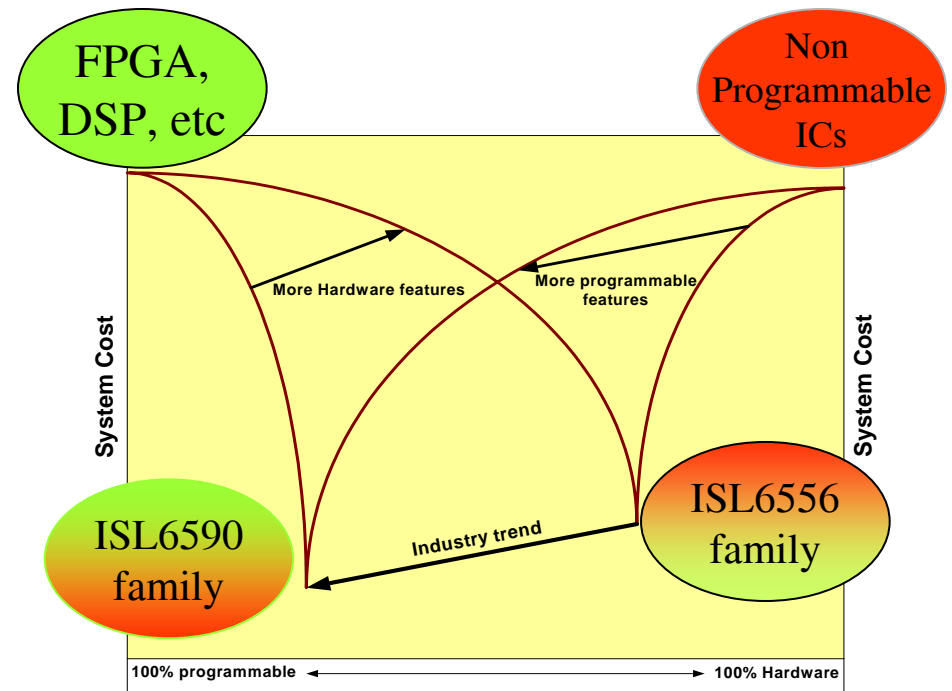 FPGA,
DSP, etc
Non
Programmable
ICs
More Hardware features
More programmable
features
System Cost
System Cost
ISL6590
family
Industry trend
ISL6556
family
100% programmable
100% Hardware